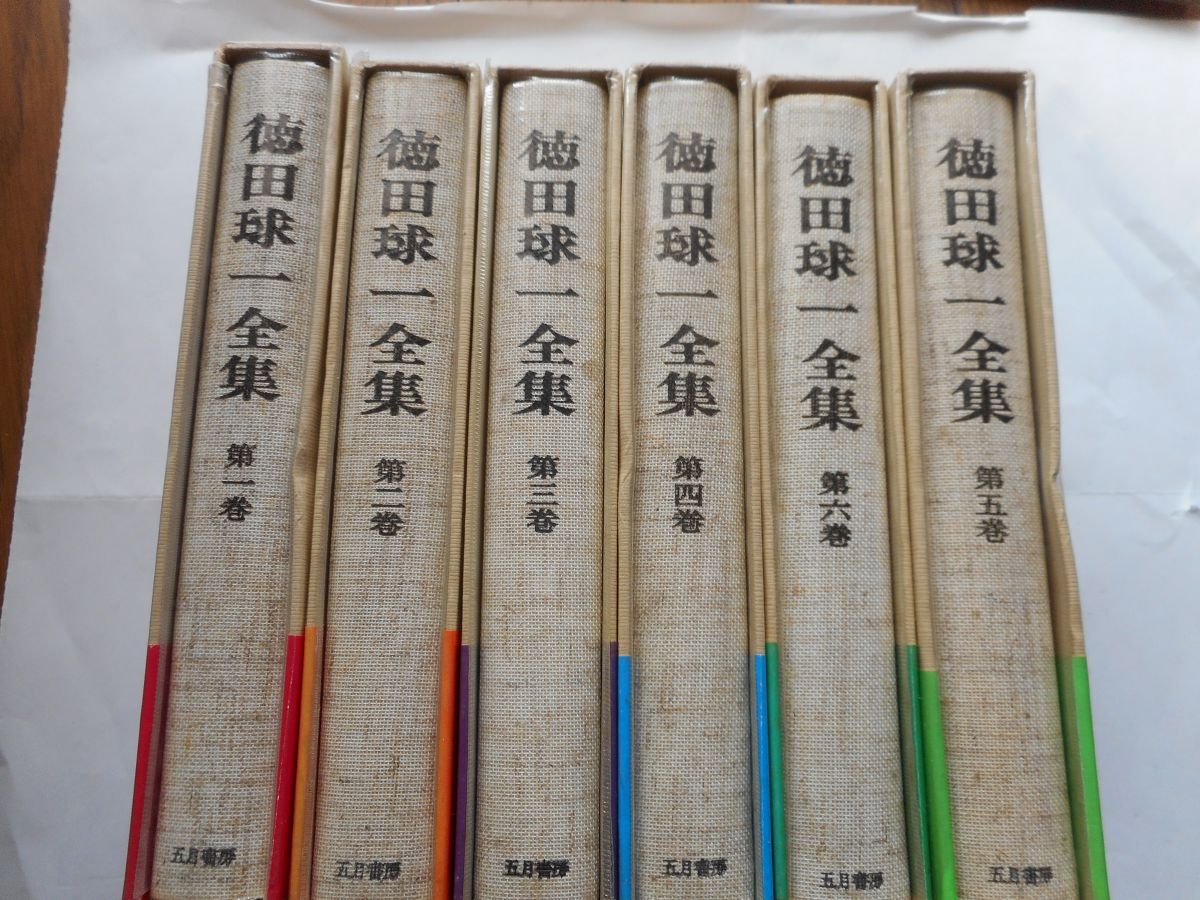 徳田球一全集 第一巻
五月書房
徳田球一全集 第二巻
五月書房
徳田球一全集 第三巻
五月書房
徳田球一全集 第四巻
五月書房
徳田球一全集 第六巻
五月書房
徳田球一全集 第五巻
五月書房